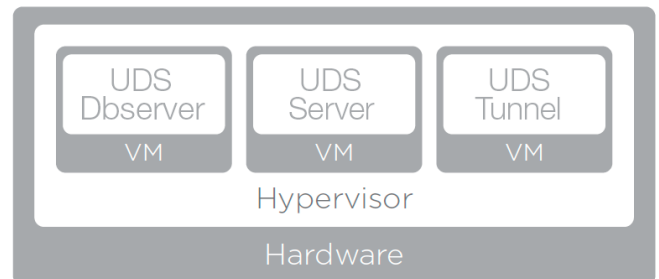 UDS
Dbserver
VM
UDS
Server
VM
UDS
Tunnel
VM
Hypervisor
Hardware